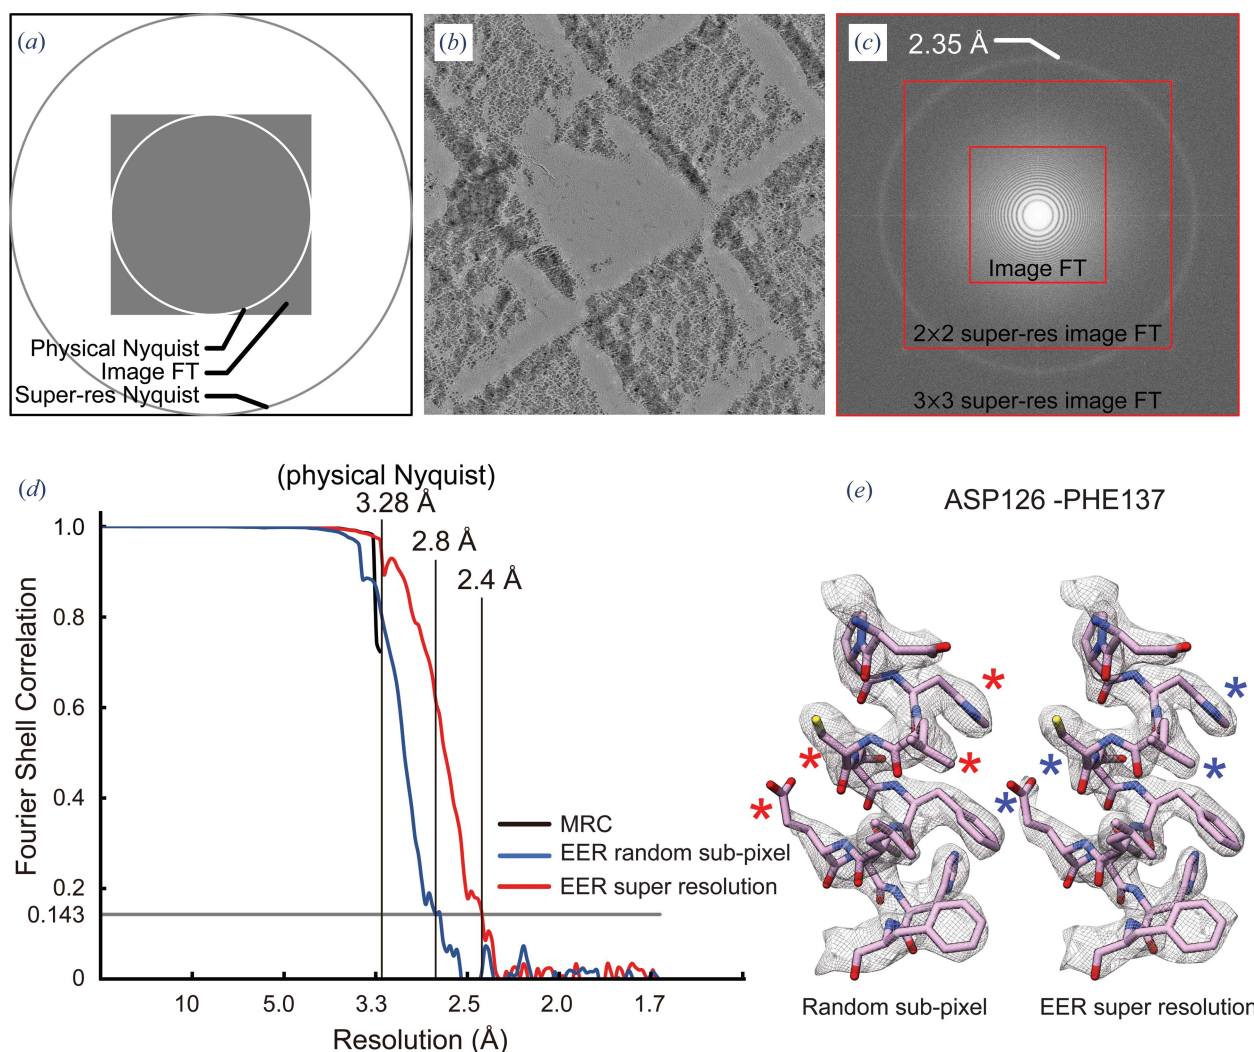 (a)
Physical Nyquist
Image FT
Super-res Nyquist
(b)
(c)
2.35 Å
Image FT
2×2 super-res image FT
3×3 super-res image FT
(d)
(physical Nyquist)
3.28 Å
2.8 Å
2.4 Å
Fourier Shell Correlation
1.0
0.8
0.6
0.4
0.2
0.143
0
MRC
EER random sub-pixel
EER super resolution
10
5.0
3.3
2.5
2.0
1.7
Resolution (Å)
(e)
ASP126 -PHE137
*
*
*
*
*
*
*
*
Random sub-pixel
EER super resolution